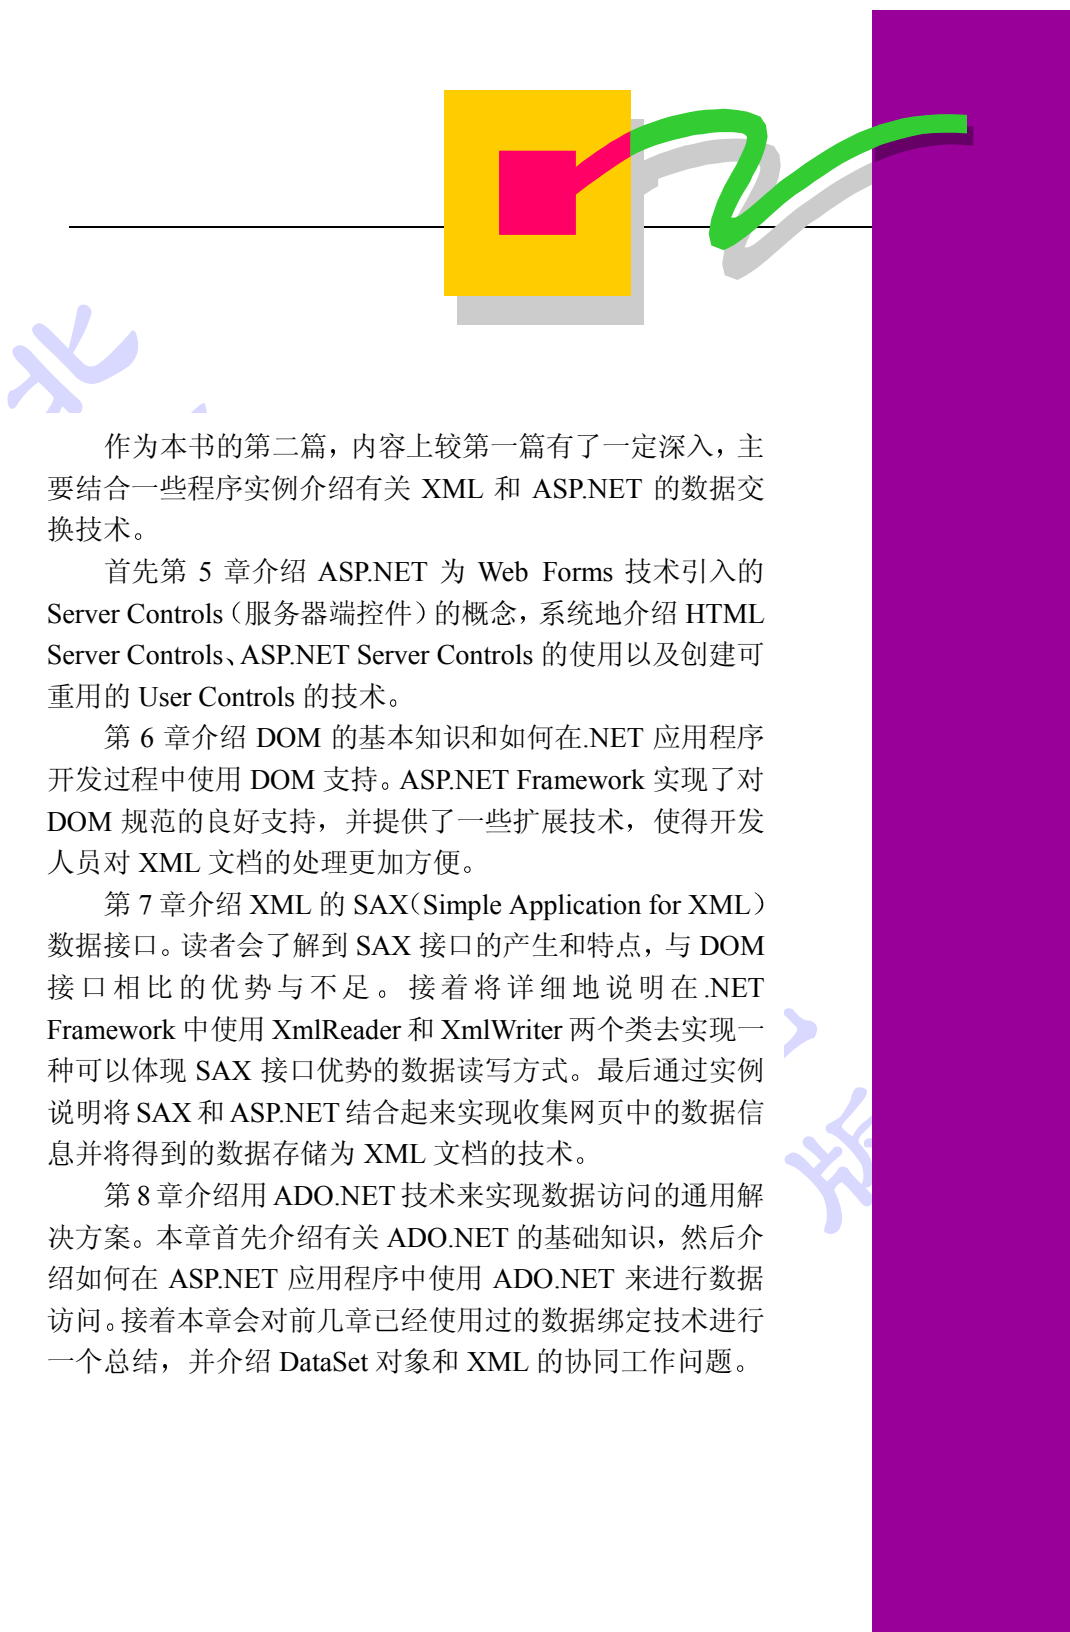 北
作为本书的第二篇，内容上较第一篇有了一定深入，主
要结合一些程序实例介绍有关 XML 和 ASP.NET 的数据交
换技术。
首先第 5 章介绍 ASP.NET 为 Web Forms 技术引入的
Server Controls（服务器端控件）的概念，系统地介绍 HTML
Server Controls、ASP.NET Server Controls 的使用以及创建可
重用的 User Controls 的技术。
第 6 章介绍 DOM 的基本知识和如何在.NET 应用程序
开发过程中使用 DOM 支持。ASP.NET Framework 实现了对
DOM 规范的良好支持，并提供了一些扩展技术，使得开发
人员对 XML 文档的处理更加方便。
第 7 章介绍 XML 的 SAX（Simple Application for XML）
数据接口。读者会了解到 SAX 接口的产生和特点，与 DOM
接口相比的优势与不足。接着将详细地说明在.NET
Framework 中使用 XmlReader 和 XmlWriter 两个类去实现一
种可以体现 SAX 接口优势的数据读写方式。最后通过实例
说明将 SAX 和 ASP.NET 结合起来实现收集网页中的数据信
息并将得到的数据存储为 XML 文档的技术。
第 8 章介绍用 ADO.NET 技术来实现数据访问的通用解
决方案。本章首先介绍有关 ADO.NET 的基础知识，然后介
绍如何在 ASP.NET 应用程序中使用 ADO.NET 来进行数据
访问。接着本章会对前几章已经使用过的数据绑定技术进行
一个总结，并介绍 DataSet 对象和 XML 的协同工作问题。
版